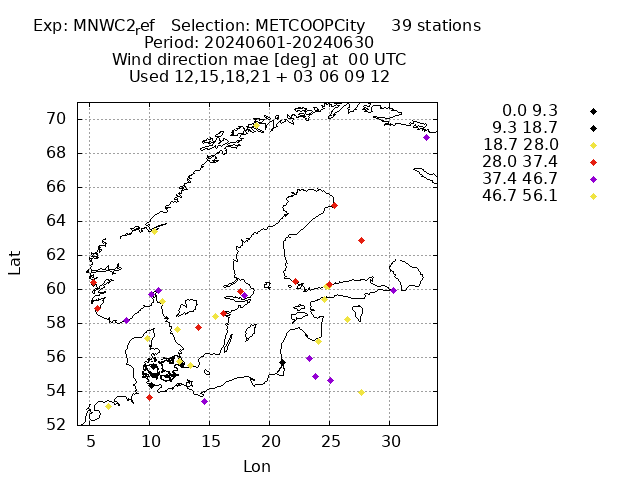 Exp: MNWC2ref   Selection: METCOOPCity     39 stations
Period: 20240601-20240630
Wind direction mae [deg] at  00 UTC
Used 12,15,18,21 + 03 06 09 12
70
68
66
64
62
60
58
56
54
52
5 10 15 20 25 30
Lat
Lon
0.0 9.3
9.3 18.7
18.7 28.0
28.0 37.4
37.4 46.7
46.7 56.1